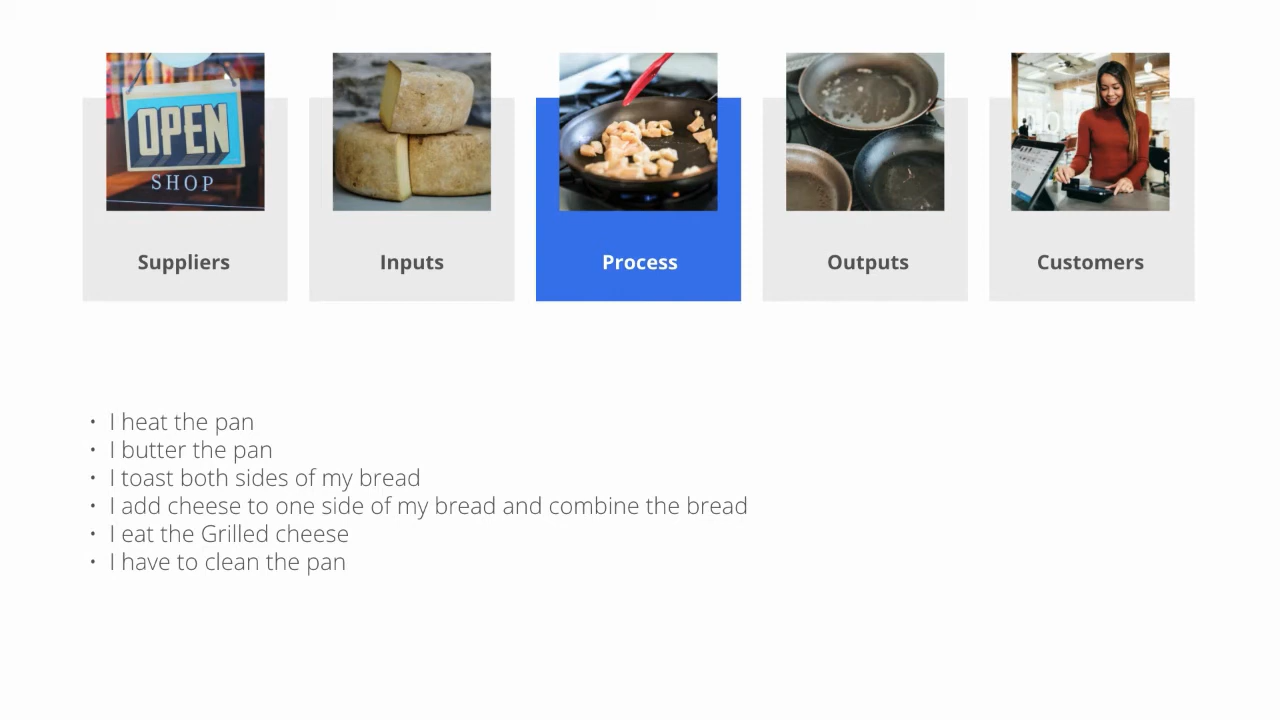 OPEN
SHOP
Suppliers
Inputs
Process
Outputs
Customers
• I heat the pan
• I butter the pan
• I toast both sides of my bread
• I add cheese to one side of my bread and combine the bread
• I eat the Grilled cheese
• I have to clean the pan